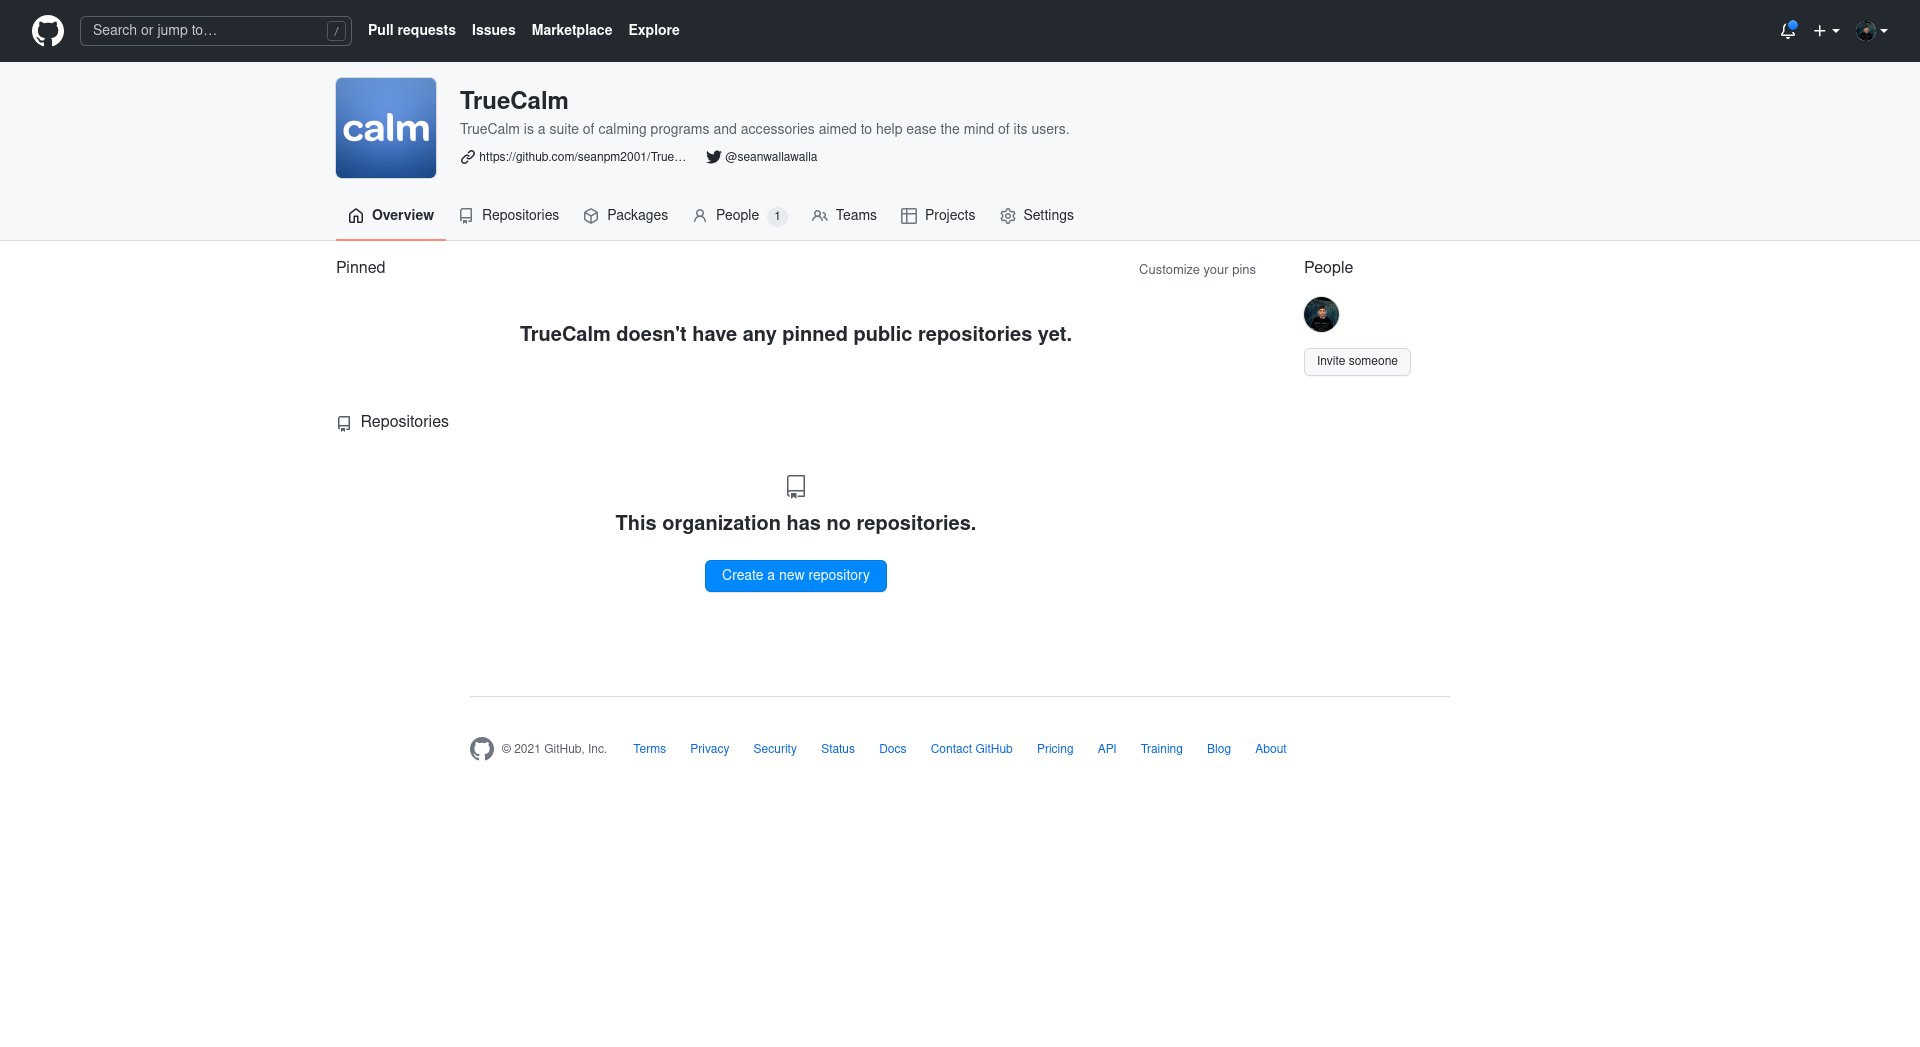 Search or jump to… /
Pull requests Issues Marketplace Explore
calm
TrueCalm
TrueCalm is a suite of calming programs and accessories aimed to help ease the mind of its users.
https://github.com/seanpm2001/True… @seanwallawalla
Overview Repositories Packages People 1 Teams Projects Settings
Pinned Customize your pins
TrueCalm doesn't have any pinned public repositories yet.
People
Invite someone
Repositories
This organization has no repositories.
Create a new repository
© 2021 GitHub, Inc. Terms Privacy Security Status Docs Contact GitHub Pricing API Training Blog About